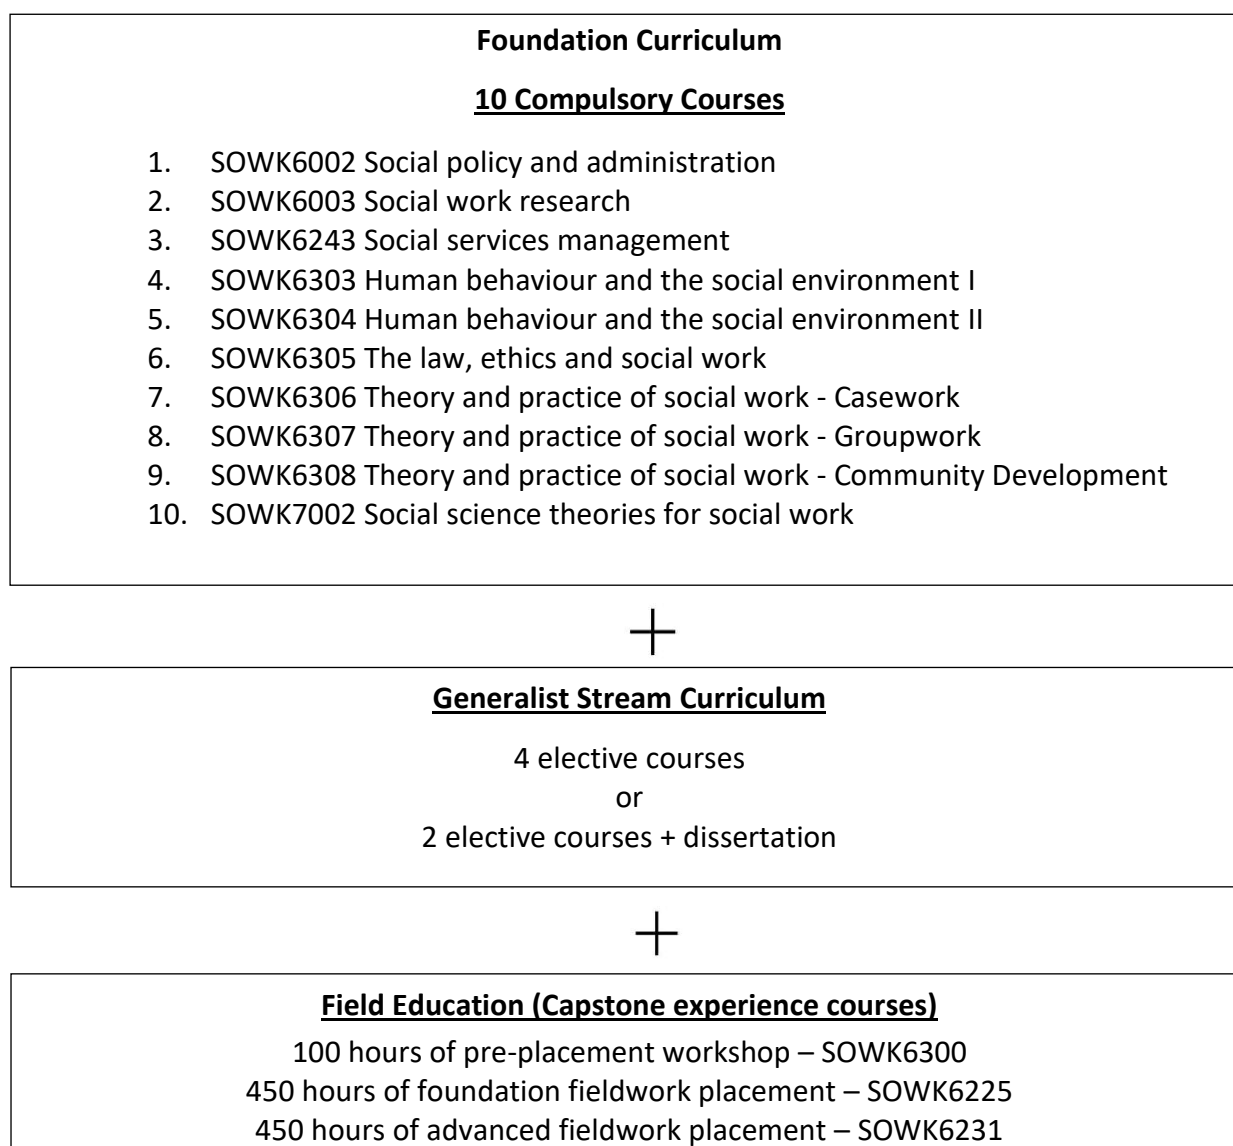 Foundation Curriculum
10 Compulsory Courses
1. SOWK6002 Social policy and administration
2. SOWK6003 Social work research
3. SOWK6243 Social services management
4. SOWK6303 Human behaviour and the social environment I
5. SOWK6304 Human behaviour and the social environment II
6. SOWK6305 The law, ethics and social work
7. SOWK6306 Theory and practice of social work - Casework
8. SOWK6307 Theory and practice of social work - Groupwork
9. SOWK6308 Theory and practice of social work - Community Development
10. SOWK7002 Social science theories for social work
+
Generalist Stream Curriculum
4 elective courses
or
2 elective courses + dissertation
+
Field Education (Capstone experience courses)
100 hours of pre-placement workshop – SOWK6300
450 hours of foundation fieldwork placement – SOWK6225
450 hours of advanced fieldwork placement – SOWK6231